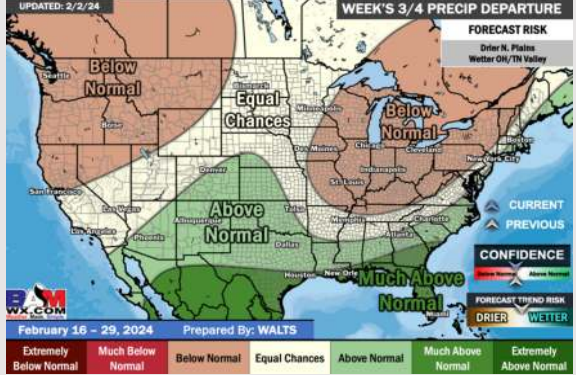 UPDATED: 2/2/24
WEEK'S 3/4 PRECIP DEPARTURE
FORECAST RISK
Drier N. Plains
Wetter OH/TN Valley
Seattle
Below
Normal
Boise
Bismarck
Equal
Chances
Minneapolis
Below
Normal
Boston
Des Moines
Chicago
Cleveland
New York City
Indianapolis
Denver
St. Louis
San Francisco
Las Vegas
Los Angeles
Phoenix
Albuquerque
Above
Normal
Tulsa
Memphis
Charlotte
Atlanta
Dallas
Houston
New Orle
Much Above
Normal
Miami
CURRENT
PREVIOUS
CONFIDENCE
Below Normal
Above Normal
FORECAST TREND RISK
DRIER
WETTER
BAM
WX.COM
February 16 – 29, 2024
Prepared By: WALTS
Extremely
Below Normal
Much Below
Normal
Below Normal
Equal Chances
Above Normal
Much Above
Normal
Extremely
Above Normal